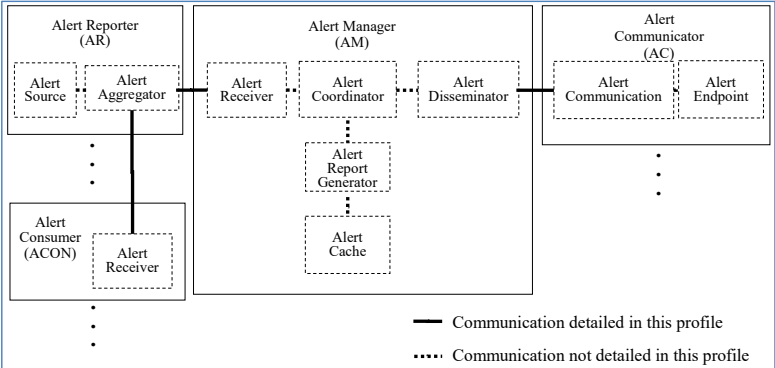 Alert Reporter
(AR)
Alert
Source
Alert
Aggregator
Alert Manager
(AM)
Alert
Receiver
Alert
Coordinator
Alert
Disseminator
Alert
Report
Generator
Alert
Cache
Alert
Communicator
(AC)
Alert
Communication
Alert
Endpoint
Alert
Consumer
(ACON)
Alert
Receiver
Communication detailed in this profile
Communication not detailed in this profile